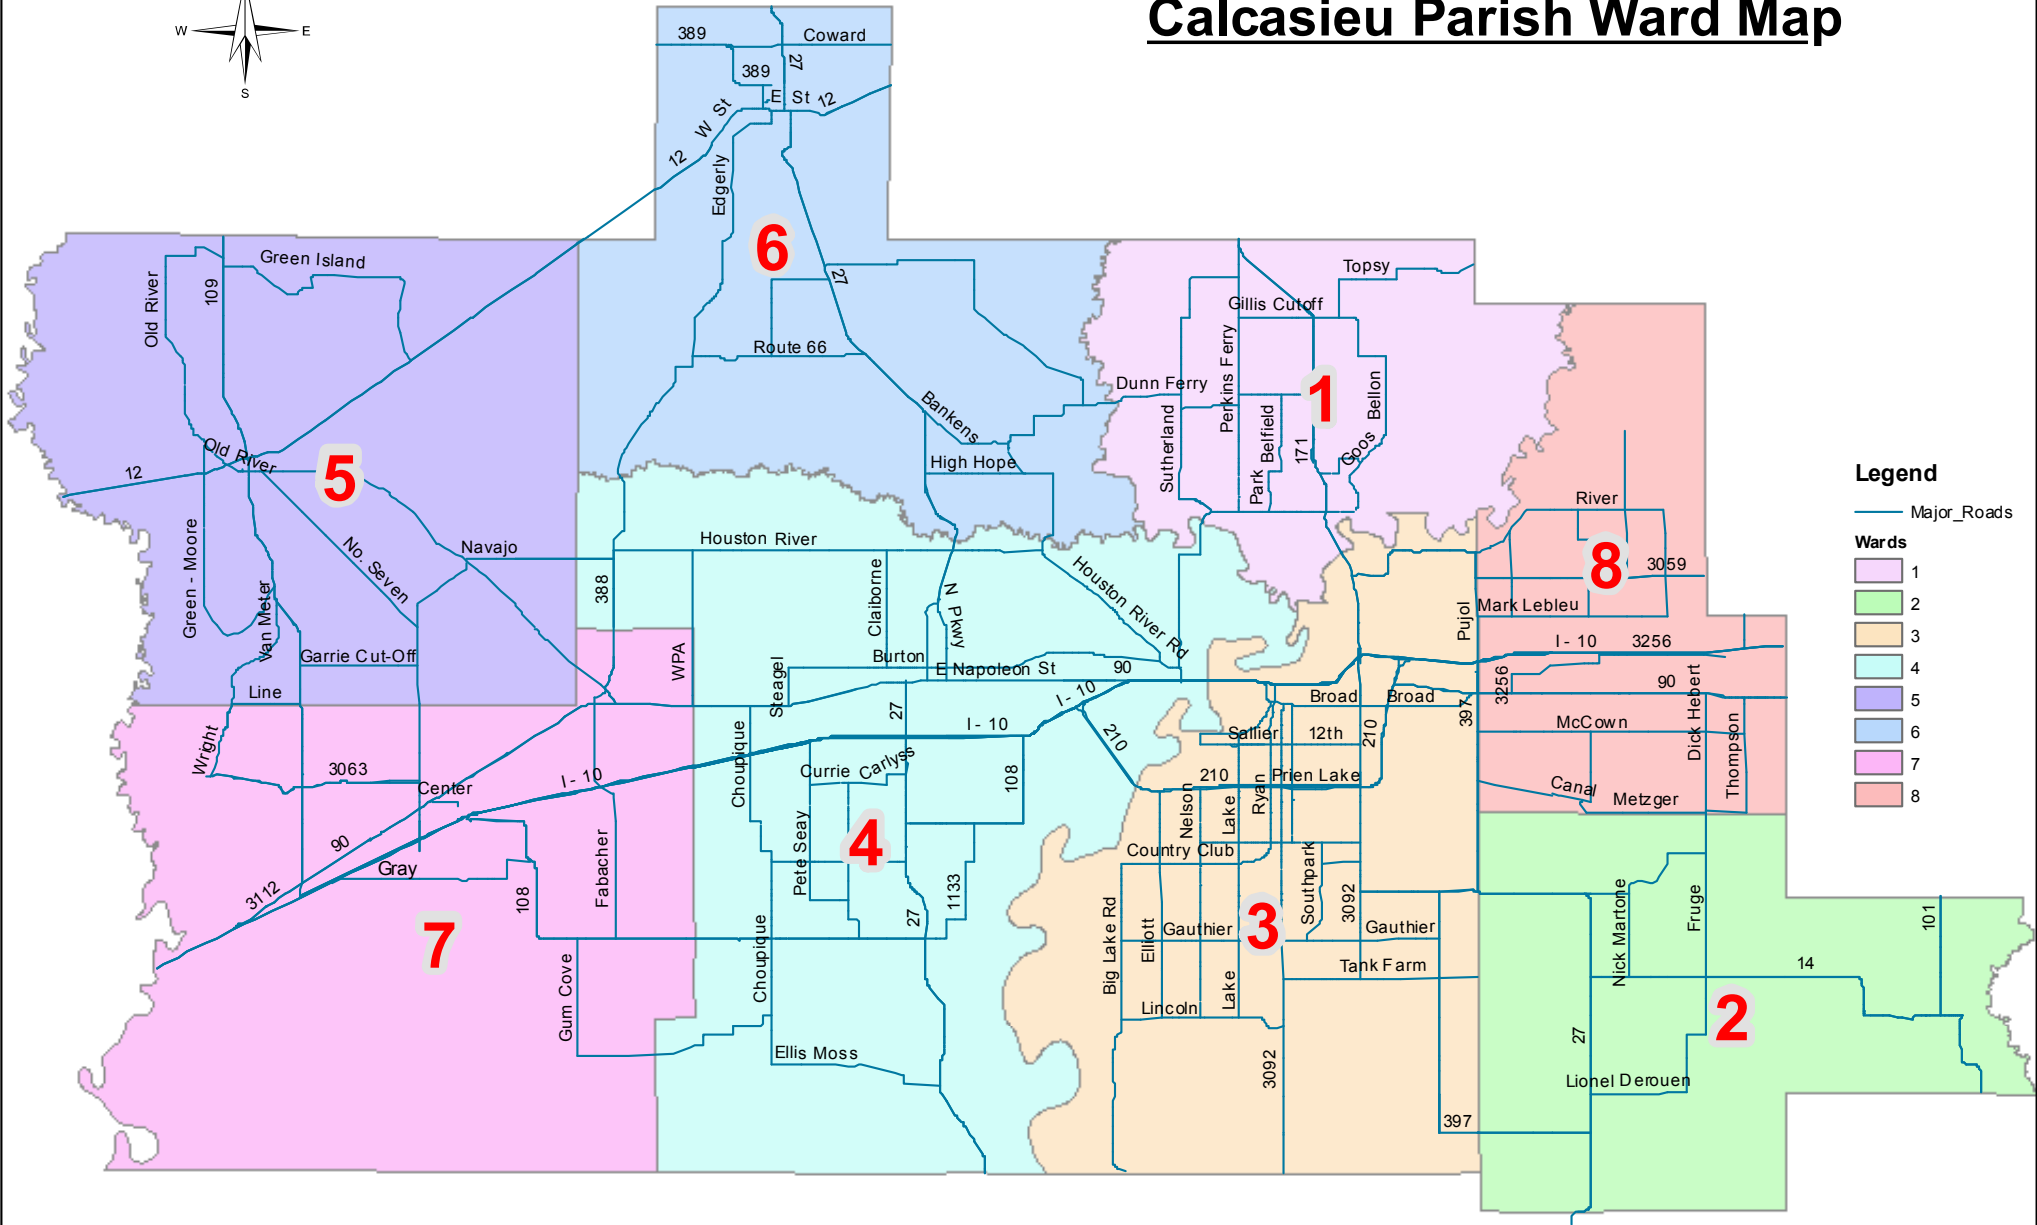 Calcasieu Parish Ward Map
W
E
S
389
Coward
27
389
E St
12
W St
12
Edgerly
6
27
Route 66
Bankens
High Hope
Green Island
Old River
109
Old River
12
5
Green - Moore
No. Seven
Navajo
Van Meter
Garrie Cut-Off
Line
Topsy
Gillis Cutoff
Perkins Ferry
Dunn Ferry
1
Bellon
Sutherland
Belfield
Park
171
Goos
River
8
3059
Mark Lebleu
Pujol
I - 10
3256
3256
90
Dick Hebert
397
McCown
Thompson
Canal
Metzger
Houston River
388
Claiborne
N Pkwy
Houston River Rd
WPA
Steagel
Burton
E Napoleon St
90
27
I - 10
I - 10
210
Choupique
Currie
Carlyss
108
Pete Seay
4
1133
27
Choupique
Ellis Moss
Broad
Broad
Sallier
12th
210
210
Prien Lake
Nelson
Lake
Ryan
Country Club
Southpark
3092
Big Lake Rd
Elliott
Gauthier
3
Gauthier
Tank Farm
Lincoln
Lake
3092
397
Wright
3063
Center
I - 10
90
Gray
3112
108
Fabacher
7
Gum Cove
Nick Martone
Fruge
101
14
2
27
Lionel Derouen
Legend
Major_Roads
Wards
1
2
3
4
5
6
7
8